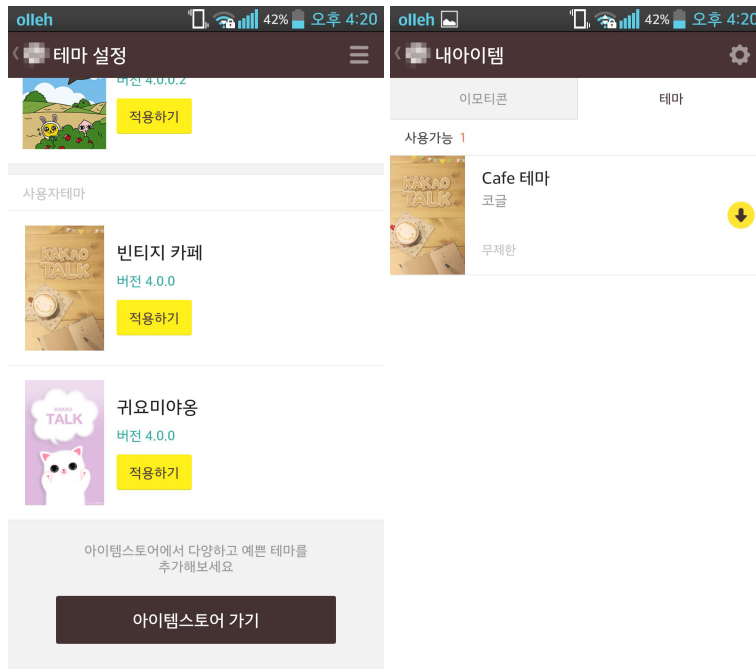 olleh 42% 오후 4:20
테마 설정
버전 4.0.0.2
적용하기
사용자테마
KAKAO
TALK
빈티지 카페
버전 4.0.0
적용하기
KAKAO
TALK
귀요미야옹
버전 4.0.0
적용하기
아이템스토어에서 다양하고 예쁜 테마를
추가해보세요
아이템스토어 가기
olleh 42% 오후 4:20
내아이템
이모티콘 테마
사용가능 1
KAKAO
TALK
Cafe 테마
코글
무제한